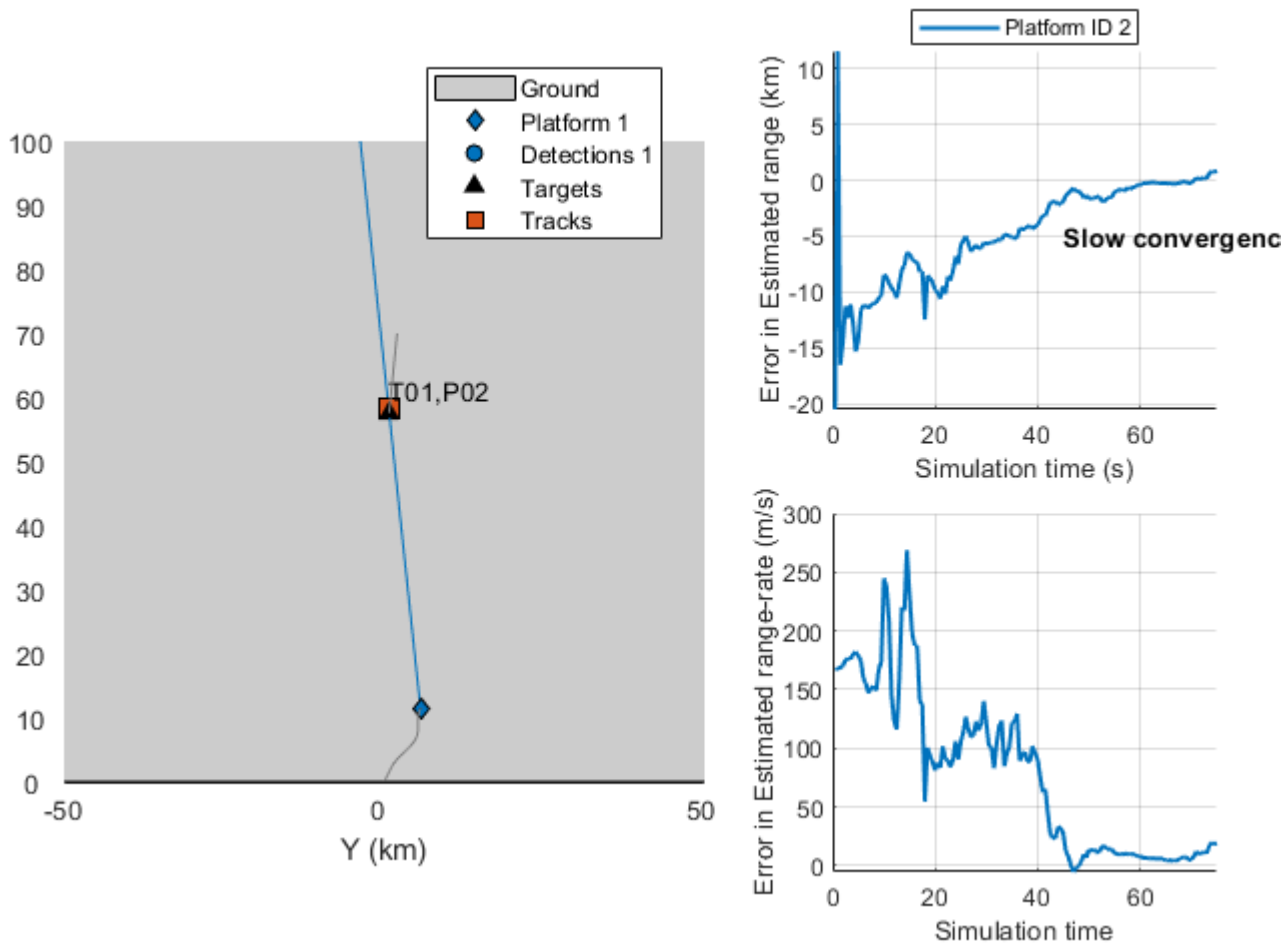 Ground
Platform 1
Detections 1
Targets
Tracks
100
90
80
70
60
50
40
30
20
10
0
T01,P02
-50
0
50
Y (km)
Platform ID 2
Error in Estimated range (km)
10
5
0
-5
-10
-15
-20
Slow convergenc
0
20
40
60
Simulation time (s)
Error in Estimated range-rate (m/s)
300
250
200
150
100
50
0
0
20
40
60
Simulation time